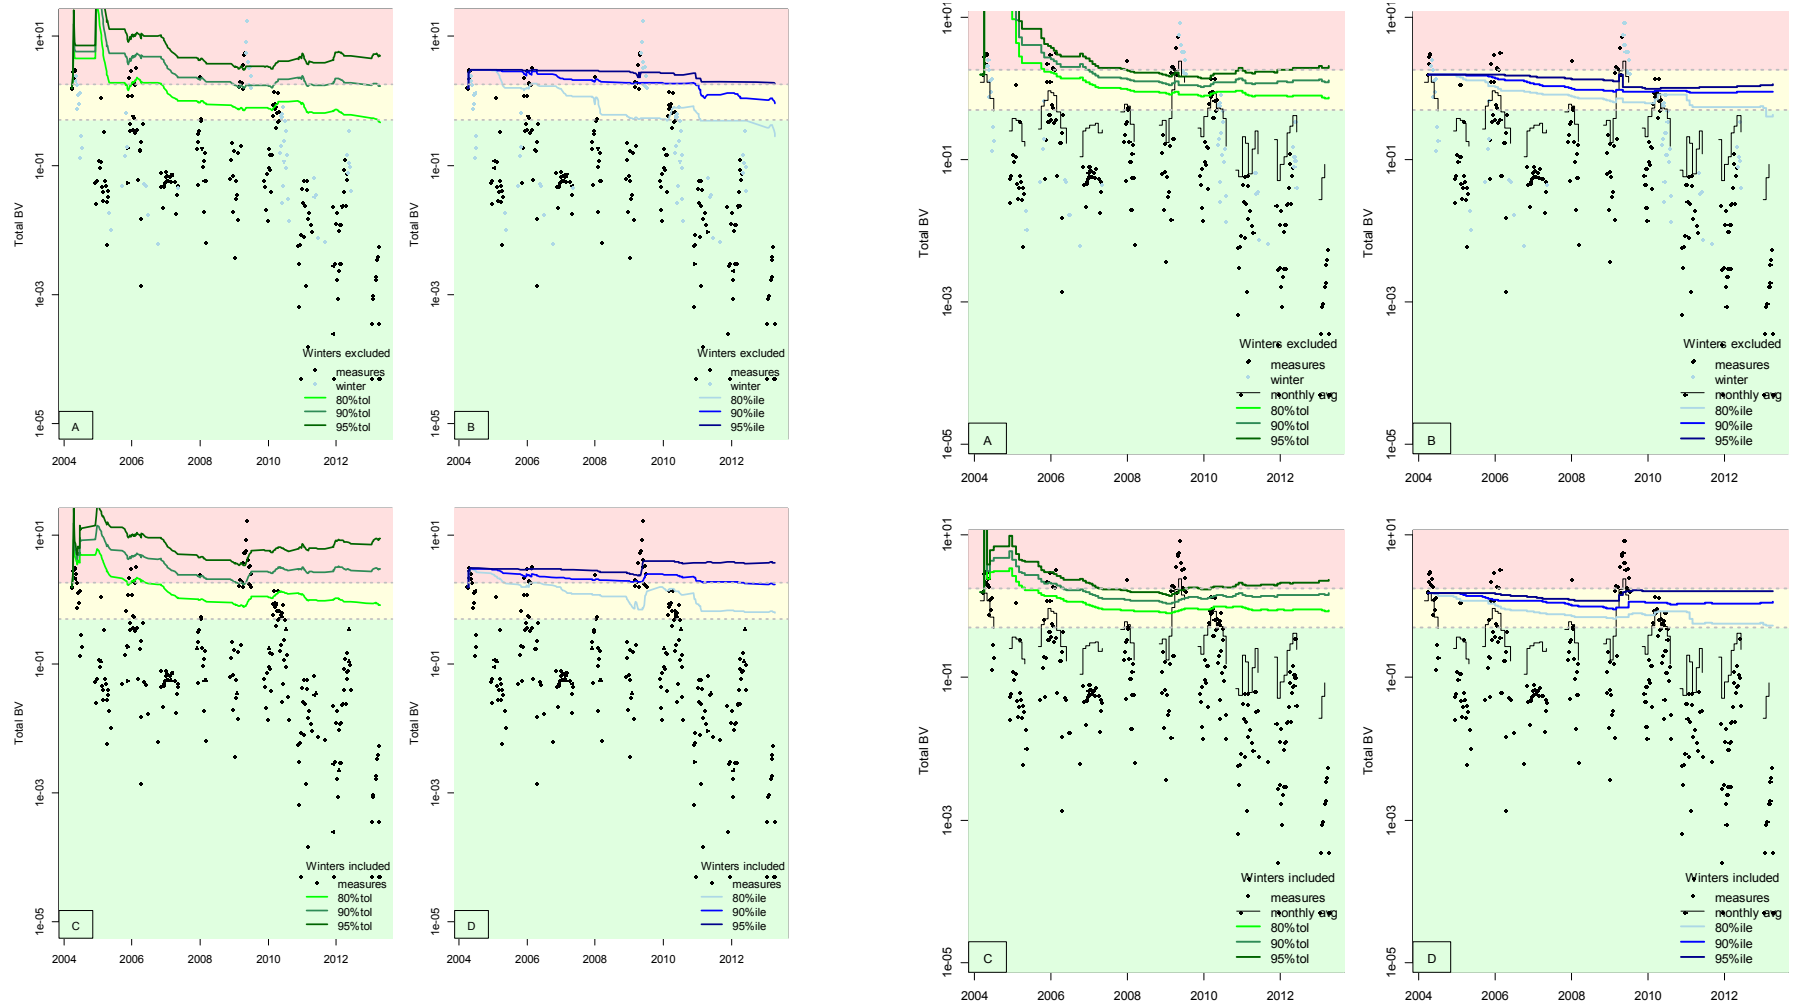 1e+01
1e-01
1e-03
1e-05
Total BV
Winters excluded
measures
winter
80%tol
90%tol
95%tol
A
2004 2006 2008 2010 2012
1e+01
1e-01
1e-03
1e-05
Total BV
Winters excluded
measures
winter
80%ile
90%ile
95%ile
B
2004 2006 2008 2010 2012
1e+01
1e-01
1e-03
1e-05
Total BV
Winters excluded
measures
winter
monthly avg
80%tol
90%tol
95%tol
A
2004 2006 2008 2010 2012
1e+01
1e-01
1e-03
1e-05
Total BV
Winters excluded
measures
winter
monthly avg
80%ile
90%ile
95%ile
B
2004 2006 2008 2010 2012
1e+01
1e-01
1e-03
1e-05
Total BV
Winters included
measures
80%tol
90%tol
95%tol
C
2004 2006 2008 2010 2012
1e+01
1e-01
1e-03
1e-05
Total BV
Winters included
measures
80%ile
90%ile
95%ile
D
2004 2006 2008 2010 2012
1e+01
1e-01
1e-03
1e-05
Total BV
Winters included
measures
monthly avg
80%tol
90%tol
95%tol
C
2004 2006 2008 2010 2012
1e+01
1e-01
1e-03
1e-05
Total BV
Winters included
measures
monthly avg
80%ile
90%ile
95%ile
D
2004 2006 2008 2010 2012